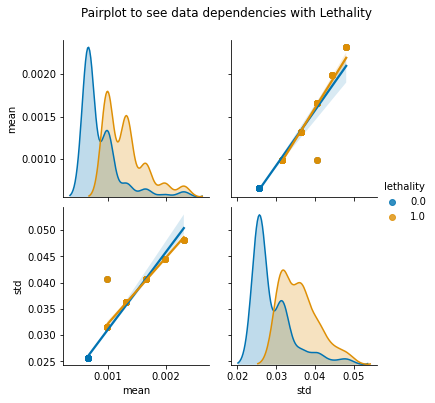 Pairplot to see data dependencies with Lethality
0.0020
0.0015
0.0010
mean
lethality
0.0
1.0
0.050
0.045
0.040
0.035
0.030
0.025
std
0.001 0.002
mean
0.02 0.03 0.04 0.05
std